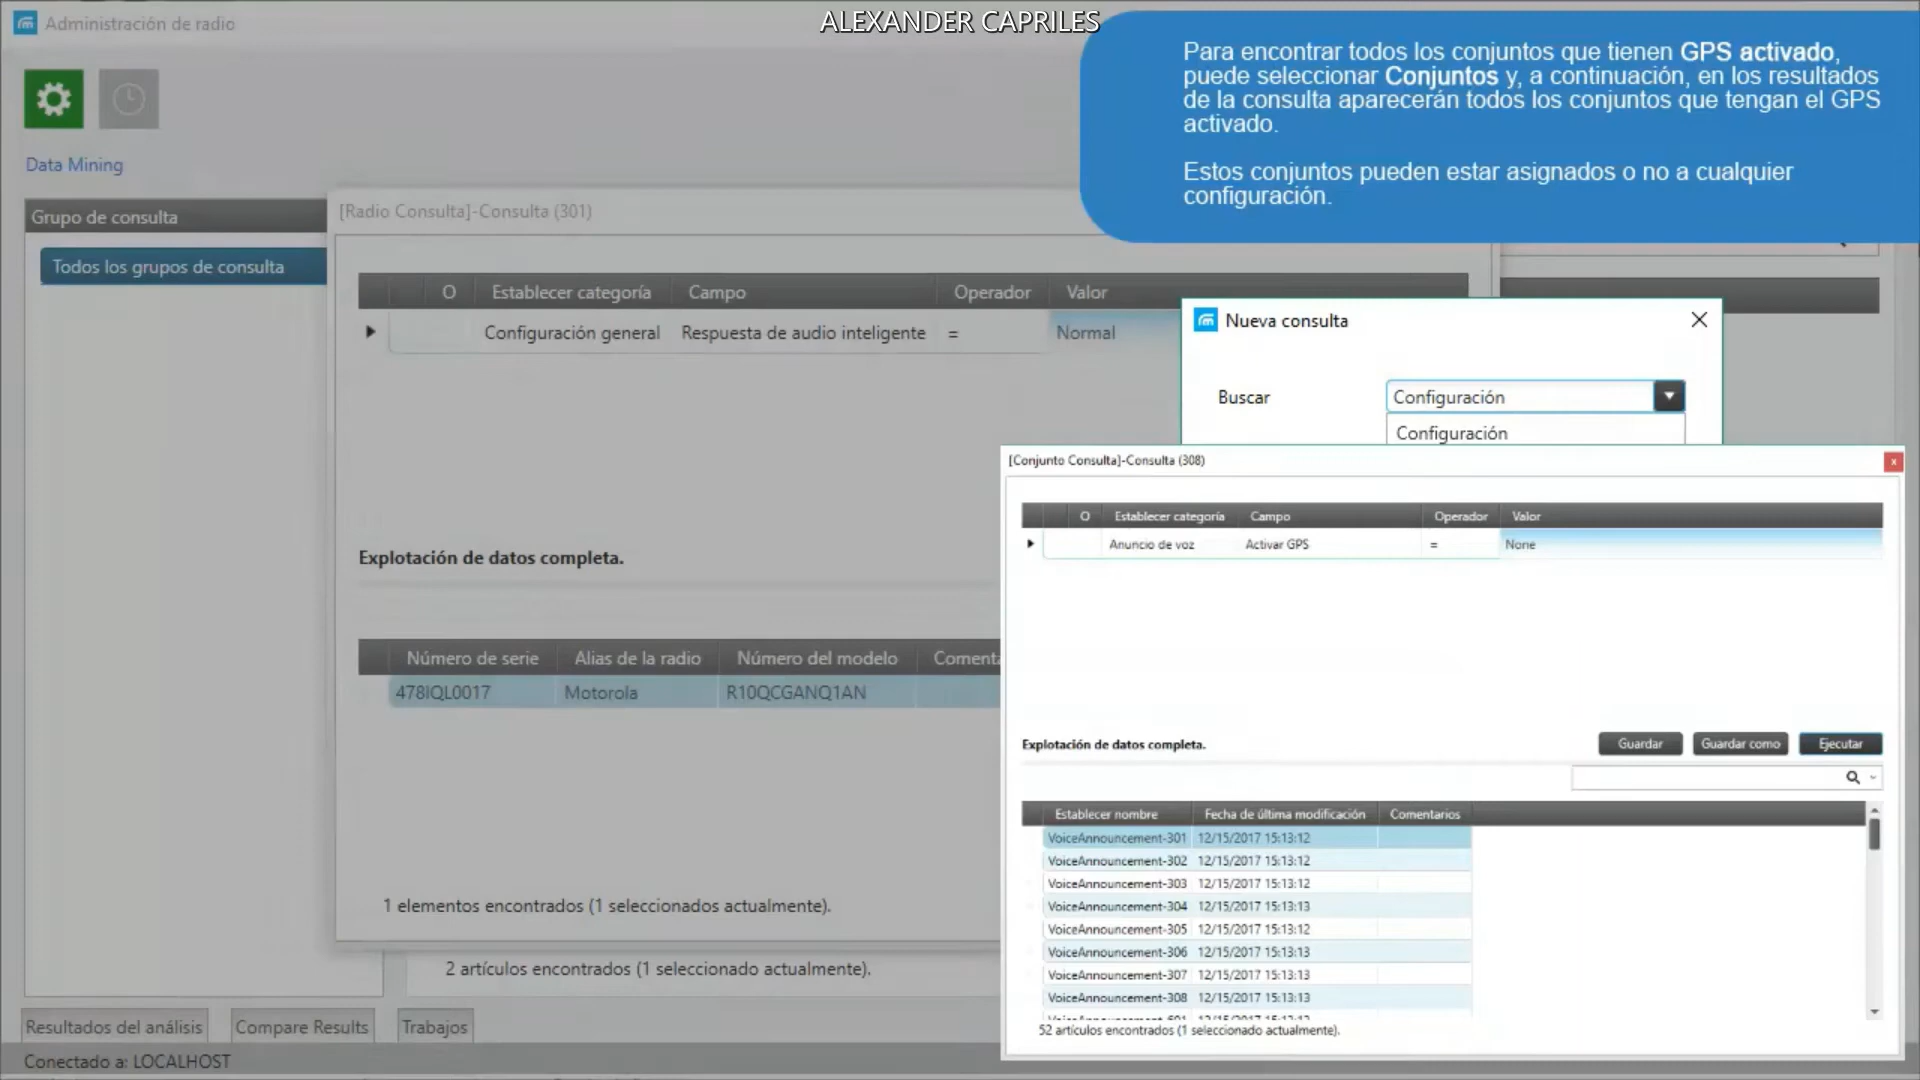 Administración de radio
ALEXANDER CAPRILES
Para encontrar todos los conjuntos que tienen GPS activado,
puede seleccionar Conjuntos y, a continuación, en los resultados
de la consulta aparecerán todos los conjuntos que tengan el GPS
activado.
Estos conjuntos pueden estar asignados o no a cualquier
configuración.
Data Mining
Grupo de consulta
Todos los grupos de consulta
[Radio Consulta]-Consulta (301)
O Establecer categoría Campo Operador Valor
Configuración general Respuesta de audio inteligente = Normal
Explotación de datos completa.
Número de serie Alias de la radio Número del modelo Comenta
478IQL0017 Motorola R10QCGANQ1AN
1 elementos encontrados (1 seleccionados actualmente).
2 artículos encontrados (1 seleccionado actualmente).
Nueva consulta
Buscar Configuración
Configuración
[Conjunto Consulta]-Consulta (308)
x
O Establecer categoría Campo Operador Valor
Anuncio de voz Activar GPS = None
Explotación de datos completa.
Guardar Guardar como Ejecutar
Establecer nombre Fecha de última modificación Comentarios
VoiceAnnouncement-301 12/15/2017 15:13:12
VoiceAnnouncement-302 12/15/2017 15:13:12
VoiceAnnouncement-303 12/15/2017 15:13:12
VoiceAnnouncement-304 12/15/2017 15:13:13
VoiceAnnouncement-305 12/15/2017 15:13:12
VoiceAnnouncement-306 12/15/2017 15:13:13
VoiceAnnouncement-307 12/15/2017 15:13:13
VoiceAnnouncement-308 12/15/2017 15:13:13
52 artículos encontrados (1 seleccionado actualmente).
Resultados del análisis Compare Results Trabajos
Conectado a: LOCALHOST